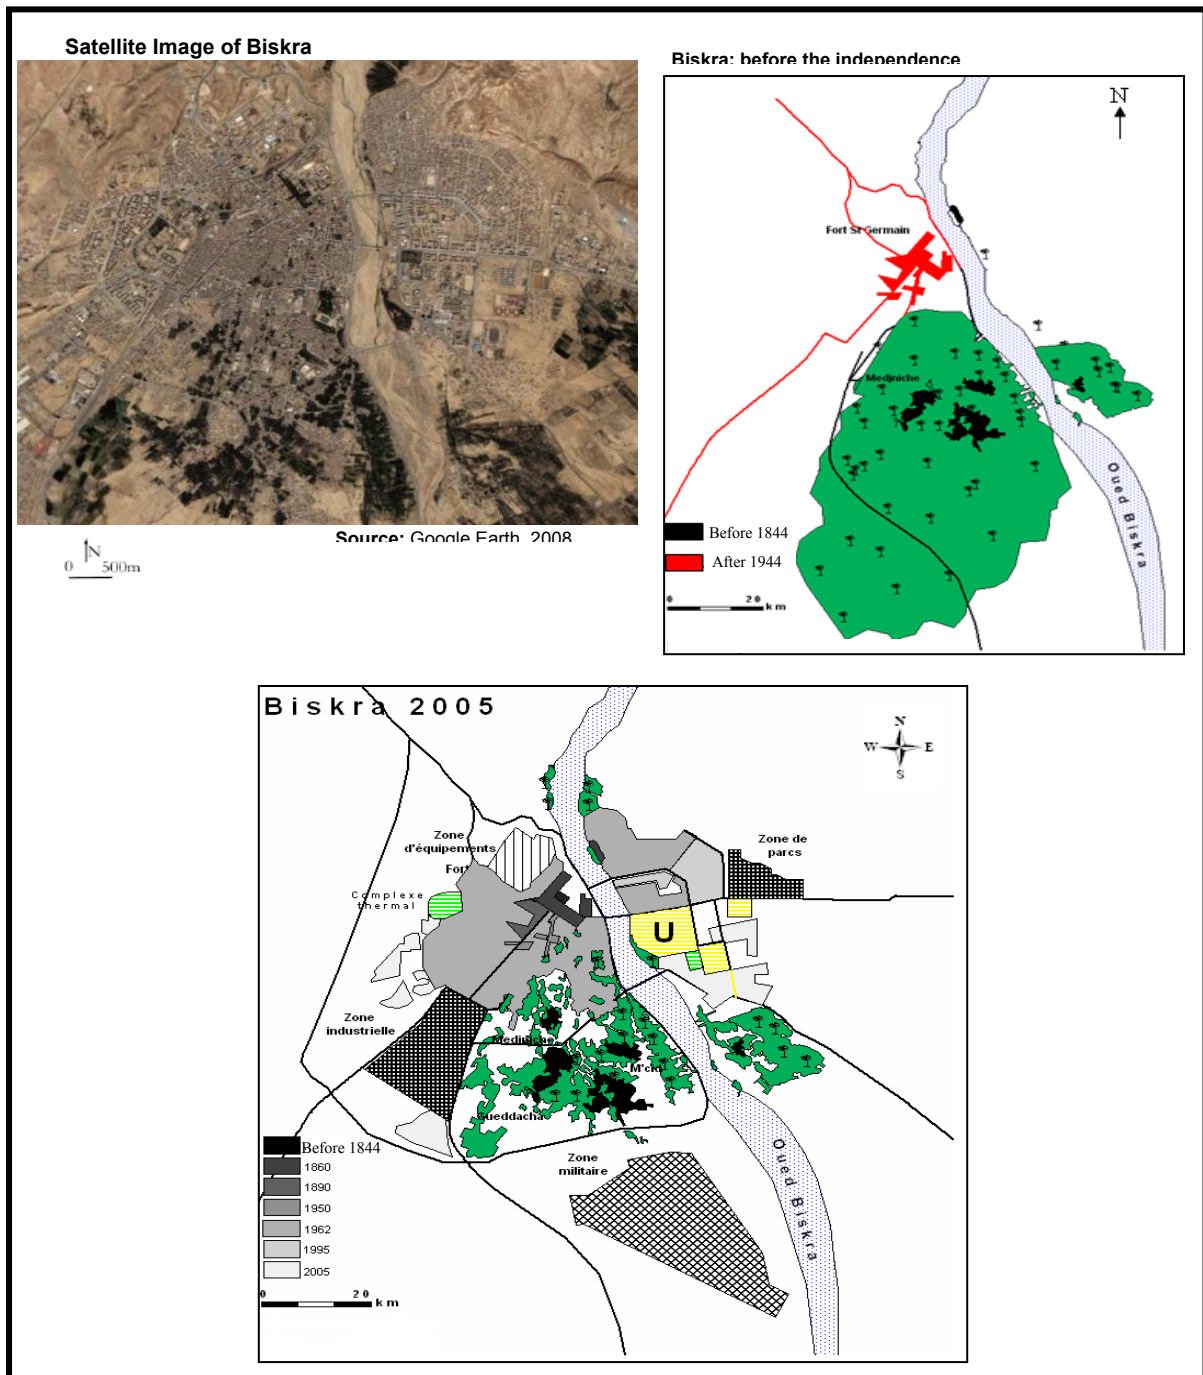 Satellite Image of Biskra
Biskra: before the independence
N
Fort St Germain
Medjniche
Oued Biskra
Before 1844
After 1944
0 20 km
Source: Google Earth, 2008
N
0 500m
Biskra 2005
N
W E
S
Zone
d'équipements
Fort
Zone de
parcs
Complexe
thermal
U
Zone
industrielle
Medjniche
M'cid
Gueddacha
Zone
militaire
Oued Biskra
Before 1844
1860
1890
1950
1962
1995
2005
0 20 km